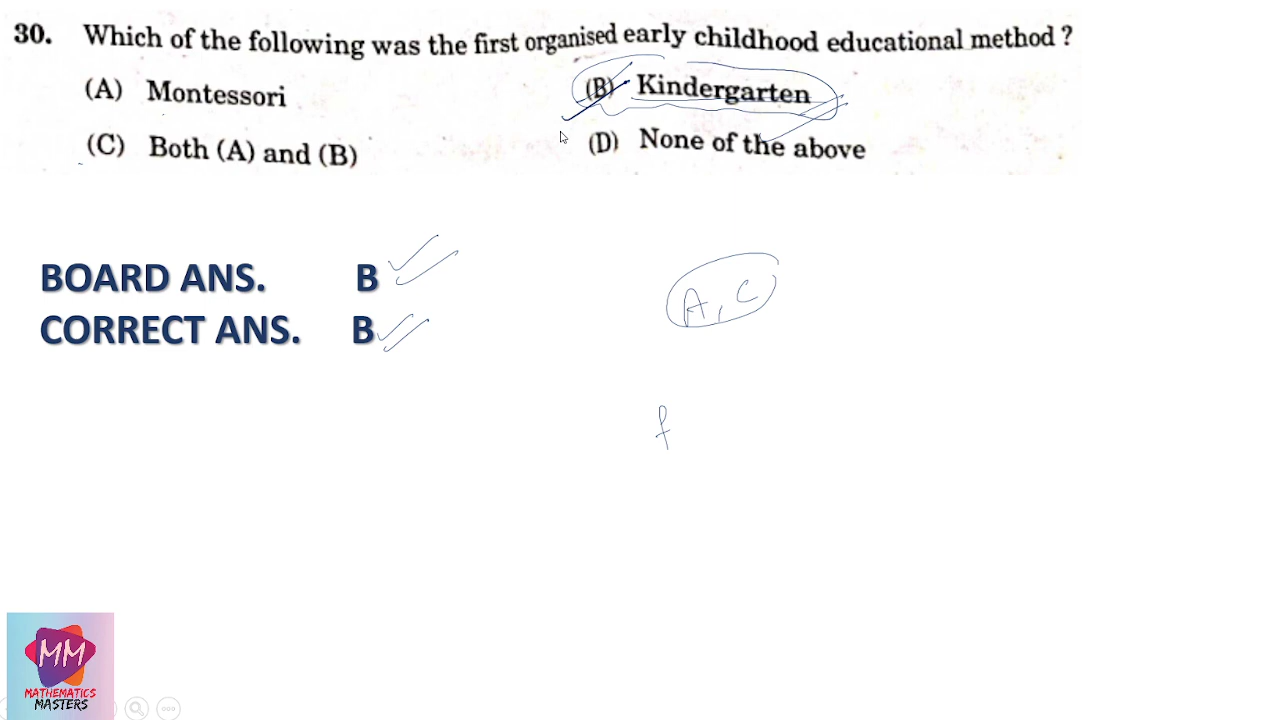 30. Which of the following was the first organised early childhood educational method ?
(A) Montessori
(B) Kindergarten
(C) Both (A) and (B)
(D) None of the above
BOARD ANS. B
CORRECT ANS. B
A, C
f
MM
MATHEMATICS
MASTERS